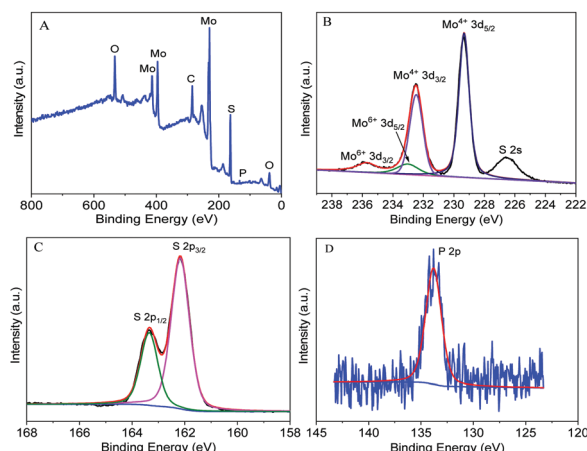 A
O
Mo
Mo
Mo
C
S
P
O
Intensity (a.u.)
800 600 400 200 0
Binding Energy (eV)
B
Mo⁴⁺ 3d₅/₂
Mo⁴⁺ 3d₃/₂
Mo⁶⁺ 3d₅/₂
Mo⁶⁺ 3d₃/₂
S 2s
Intensity (a.u.)
238 236 234 232 230 228 226 224 222
Binding Energy (eV)
C
S 2p₃/₂
S 2p₁/₂
Intensity (a.u.)
168 166 164 162 160 158
Binding Energy (eV)
D
P 2p
Intensity (a.u.)
145 140 135 130 125 120
Binding Energy (eV)